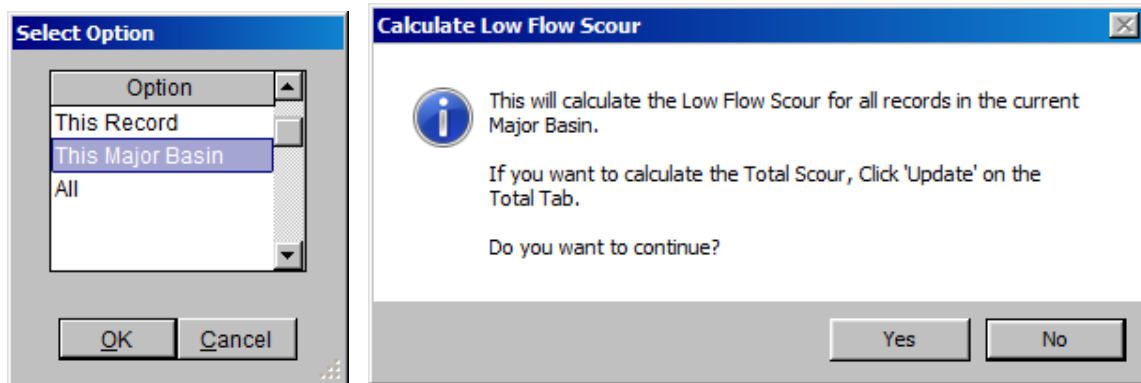 Select Option
Option
This Record
This Major Basin
All
OK
Cancel
Calculate Low Flow Scour
This will calculate the Low Flow Scour for all records in the current
Major Basin.
If you want to calculate the Total Scour, Click 'Update' on the
Total Tab.
Do you want to continue?
Yes
No